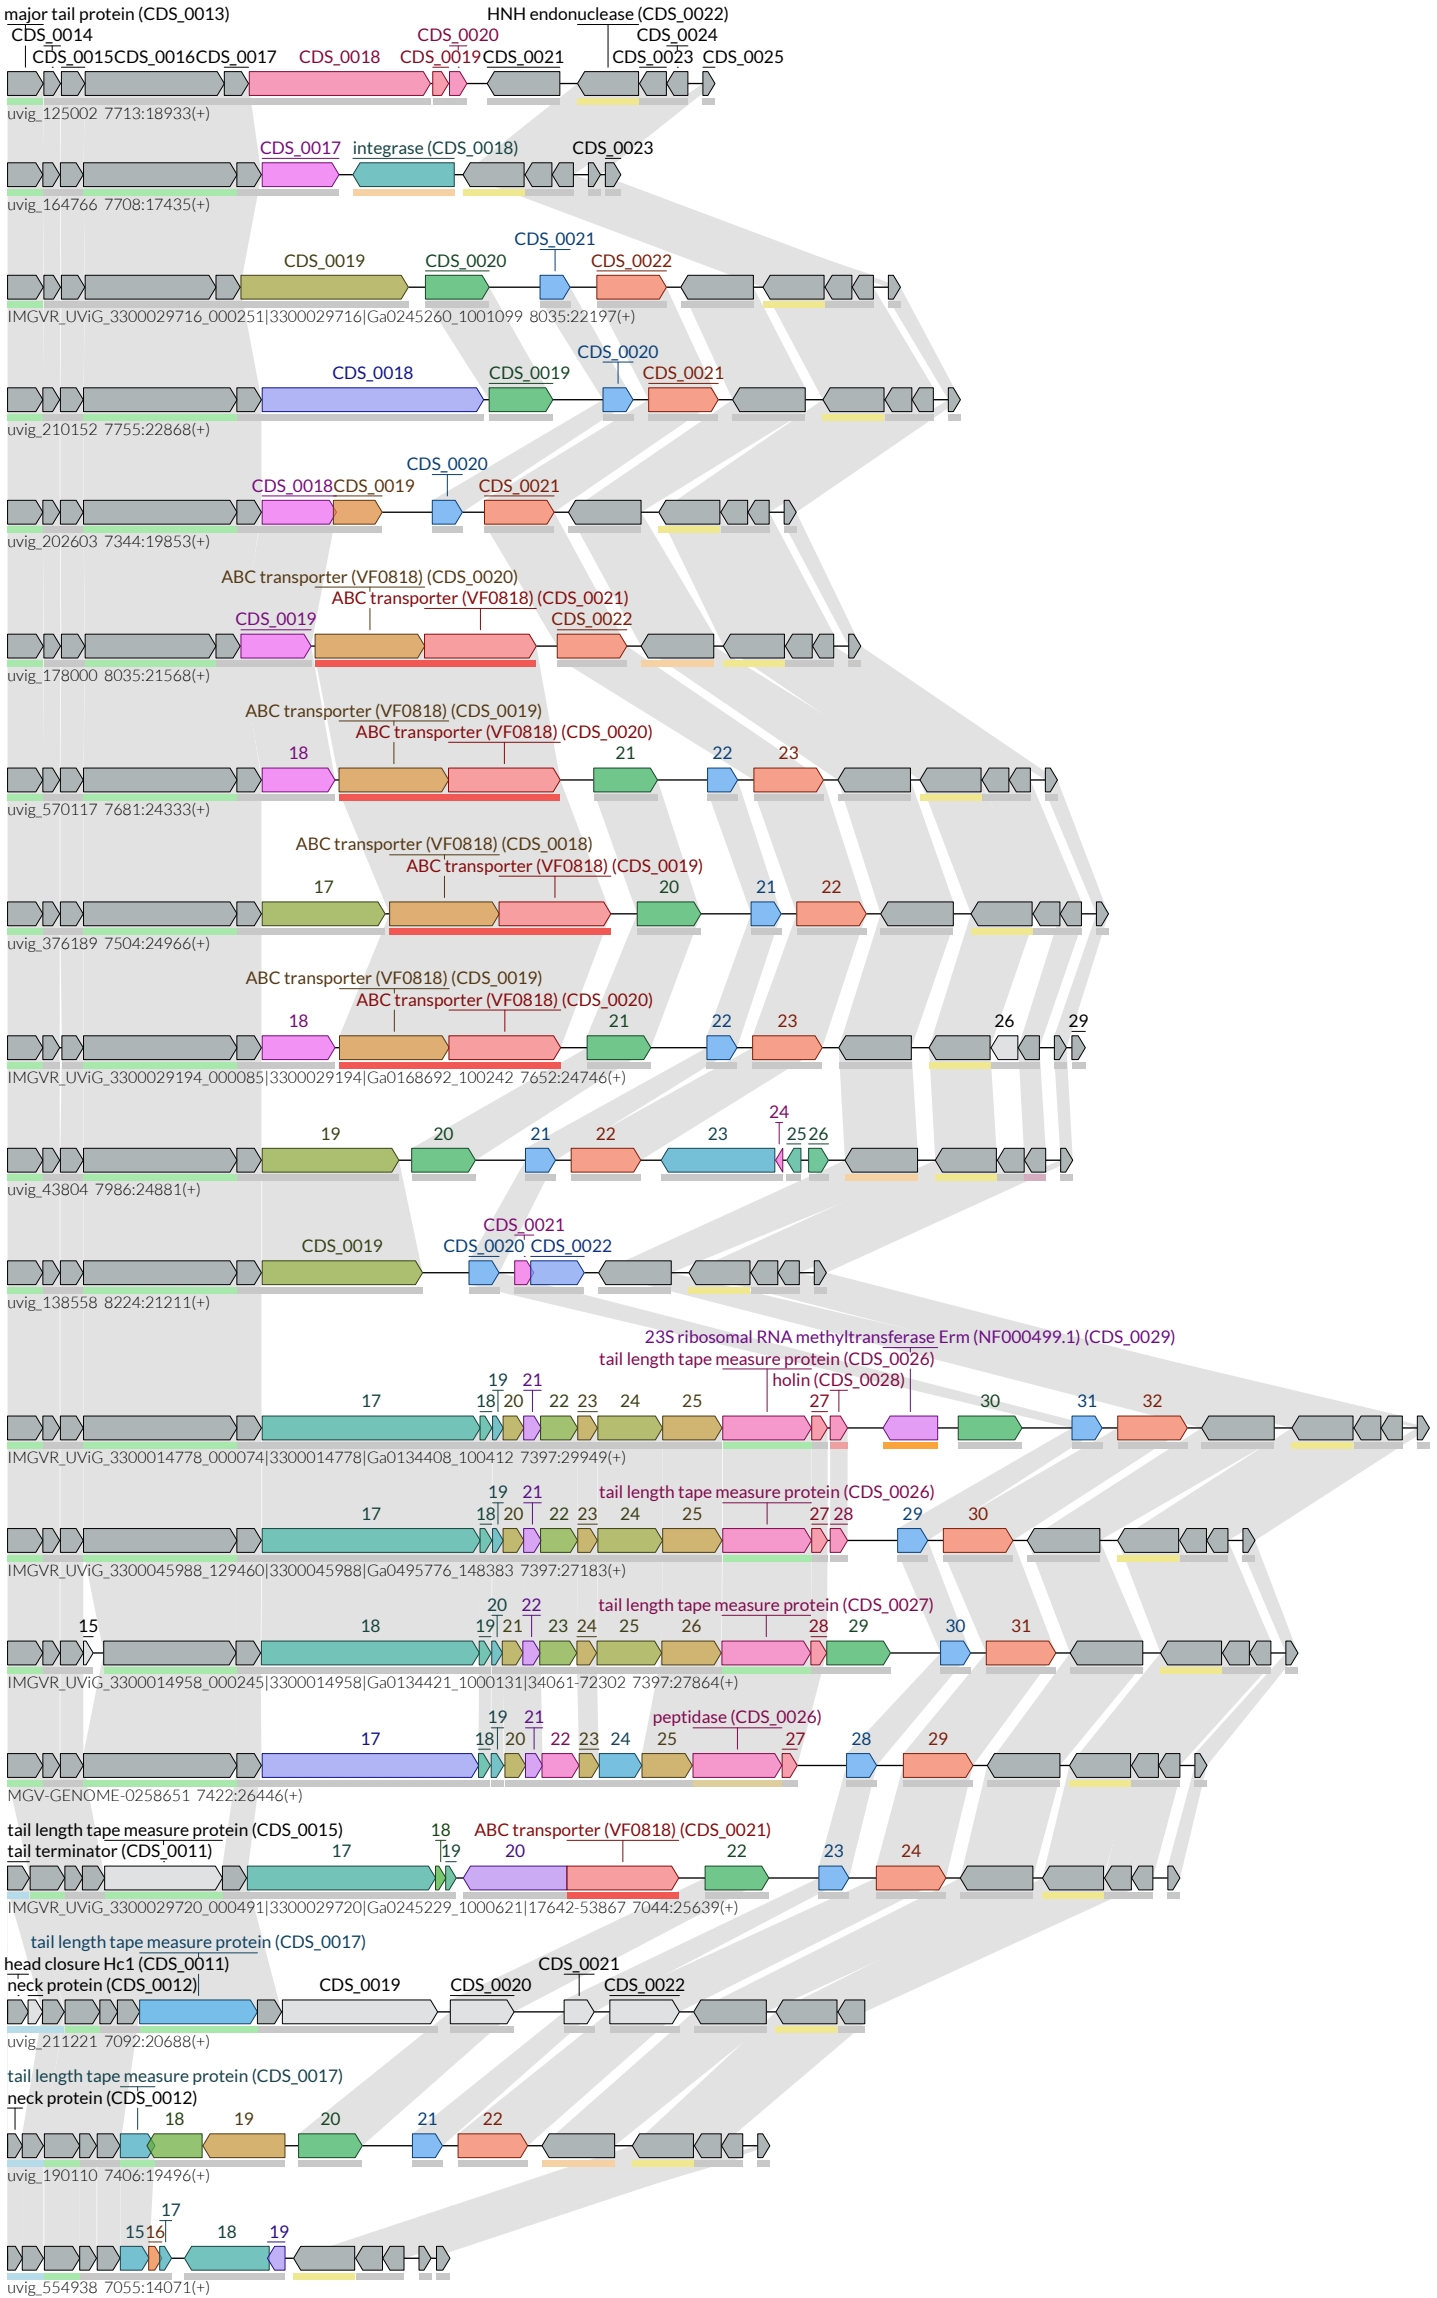 major tail protein (CDS_0013) HNH endonuclease (CDS_0022)
CDS_0014 CDS_0020 CDS_0024
CDS_0015 CDS_0016 CDS_0017 CDS_0018 CDS_0019 CDS_0021 CDS_0023 CDS_0025
uvig_125002 7713:18933(+)
CDS_0017 integrase (CDS_0018) CDS_0023
uvig_164766 7708:17435(+)
CDS_0021
CDS_0019 CDS_0020 CDS_0022
IMGVR_UViG_3300029716_000251|3300029716|Ga0245260_1001099 8035:22197(+)
CDS_0020
CDS_0018 CDS_0019 CDS_0021
uvig_210152 7755:22868(+)
CDS_0020
CDS_0018 CDS_0019 CDS_0021
uvig_202603 7344:19853(+)
ABC transporter (VF0818) (CDS_0020)
ABC transporter (VF0818) (CDS_0021)
CDS_0019 CDS_0022
uvig_178000 8035:21568(+)
ABC transporter (VF0818) (CDS_0019)
ABC transporter (VF0818) (CDS_0020)
18 21 22 23
uvig_570117 7681:24333(+)
ABC transporter (VF0818) (CDS_0018)
ABC transporter (VF0818) (CDS_0019)
17 20 21 22
uvig_376189 7504:24966(+)
ABC transporter (VF0818) (CDS_0019)
ABC transporter (VF0818) (CDS_0020)
18 21 22 23 26 29
IMGVR_UViG_3300029194_000085|3300029194|Ga0168692_100242 7652:24746(+)
24
19 20 21 22 23 25 26
uvig_43804 7986:24881(+)
CDS_0021
CDS_0019 CDS_0020 CDS_0022
uvig_138558 8224:21211(+)
23S ribosomal RNA methyltransferase Erm (NF000499.1) (CDS_0029)
tail length tape measure protein (CDS_0026)
19 21 holin (CDS_0028)
17 18 20 22 23 24 25 27 30 31 32
IMGVR_UViG_3300014778_000074|3300014778|Ga0134408_100412 7397:29949(+)
19 21 tail length tape measure protein (CDS_0026)
17 18 20 22 23 24 25 27 28 29 30
IMGVR_UViG_3300045988_129460|3300045988|Ga0495776_148383 7397:27183(+)
20 22 tail length tape measure protein (CDS_0027)
15 18 19 21 23 24 25 26 28 29 30 31
IMGVR_UViG_3300014958_000245|3300014958|Ga0134421_1000131|34061-72302 7397:27864(+)
19 21 peptidase (CDS_0026)
17 18 20 22 23 24 25 27 28 29
MGV-GENOME-0258651 7422:26446(+)
tail length tape measure protein (CDS_0015) 18 ABC transporter (VF0818) (CDS_0021)
tail terminator (CDS_0011) 17 19 20 22 23 24
IMGVR_UViG_3300029720_000491|3300029720|Ga0245229_1000621|17642-53867 7044:25639(+)
tail length tape measure protein (CDS_0017)
head closure Hc1 (CDS_0011) CDS_0021
neck protein (CDS_0012) CDS_0019 CDS_0020 CDS_0022
uvig_211221 7092:20688(+)
tail length tape measure protein (CDS_0017)
neck protein (CDS_0012)
18 19 20 21 22
uvig_190110 7406:19496(+)
17
15 16 18 19
uvig_554938 7055:14071(+)